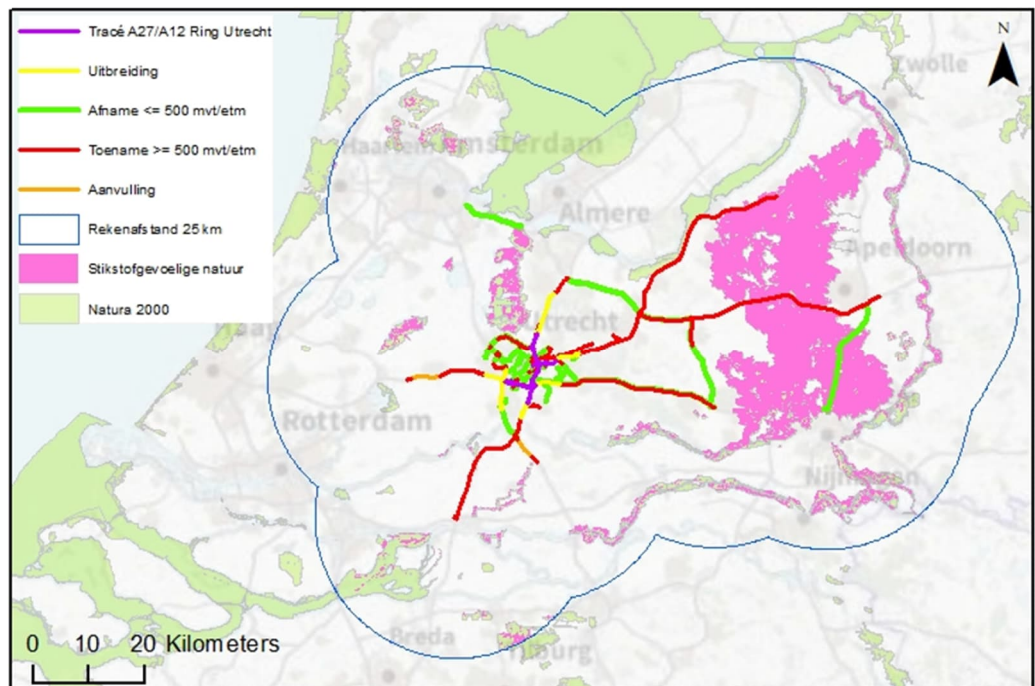 Tracé A27/A12 Ring Utrecht
Uitbreiding
Afname <= 500 mvt/etm
Toename >= 500 mvt/etm
Aanvulling
Rekenafstand 25 km
Stikstofgevoelige natuur
Natura 2000
N
Zwolle
Haarlem
Amsterdam
Almere
Apeldoorn
Utrecht
Rotterdam
Nijmegen
Breda
Tilburg
0 10 20 Kilometers